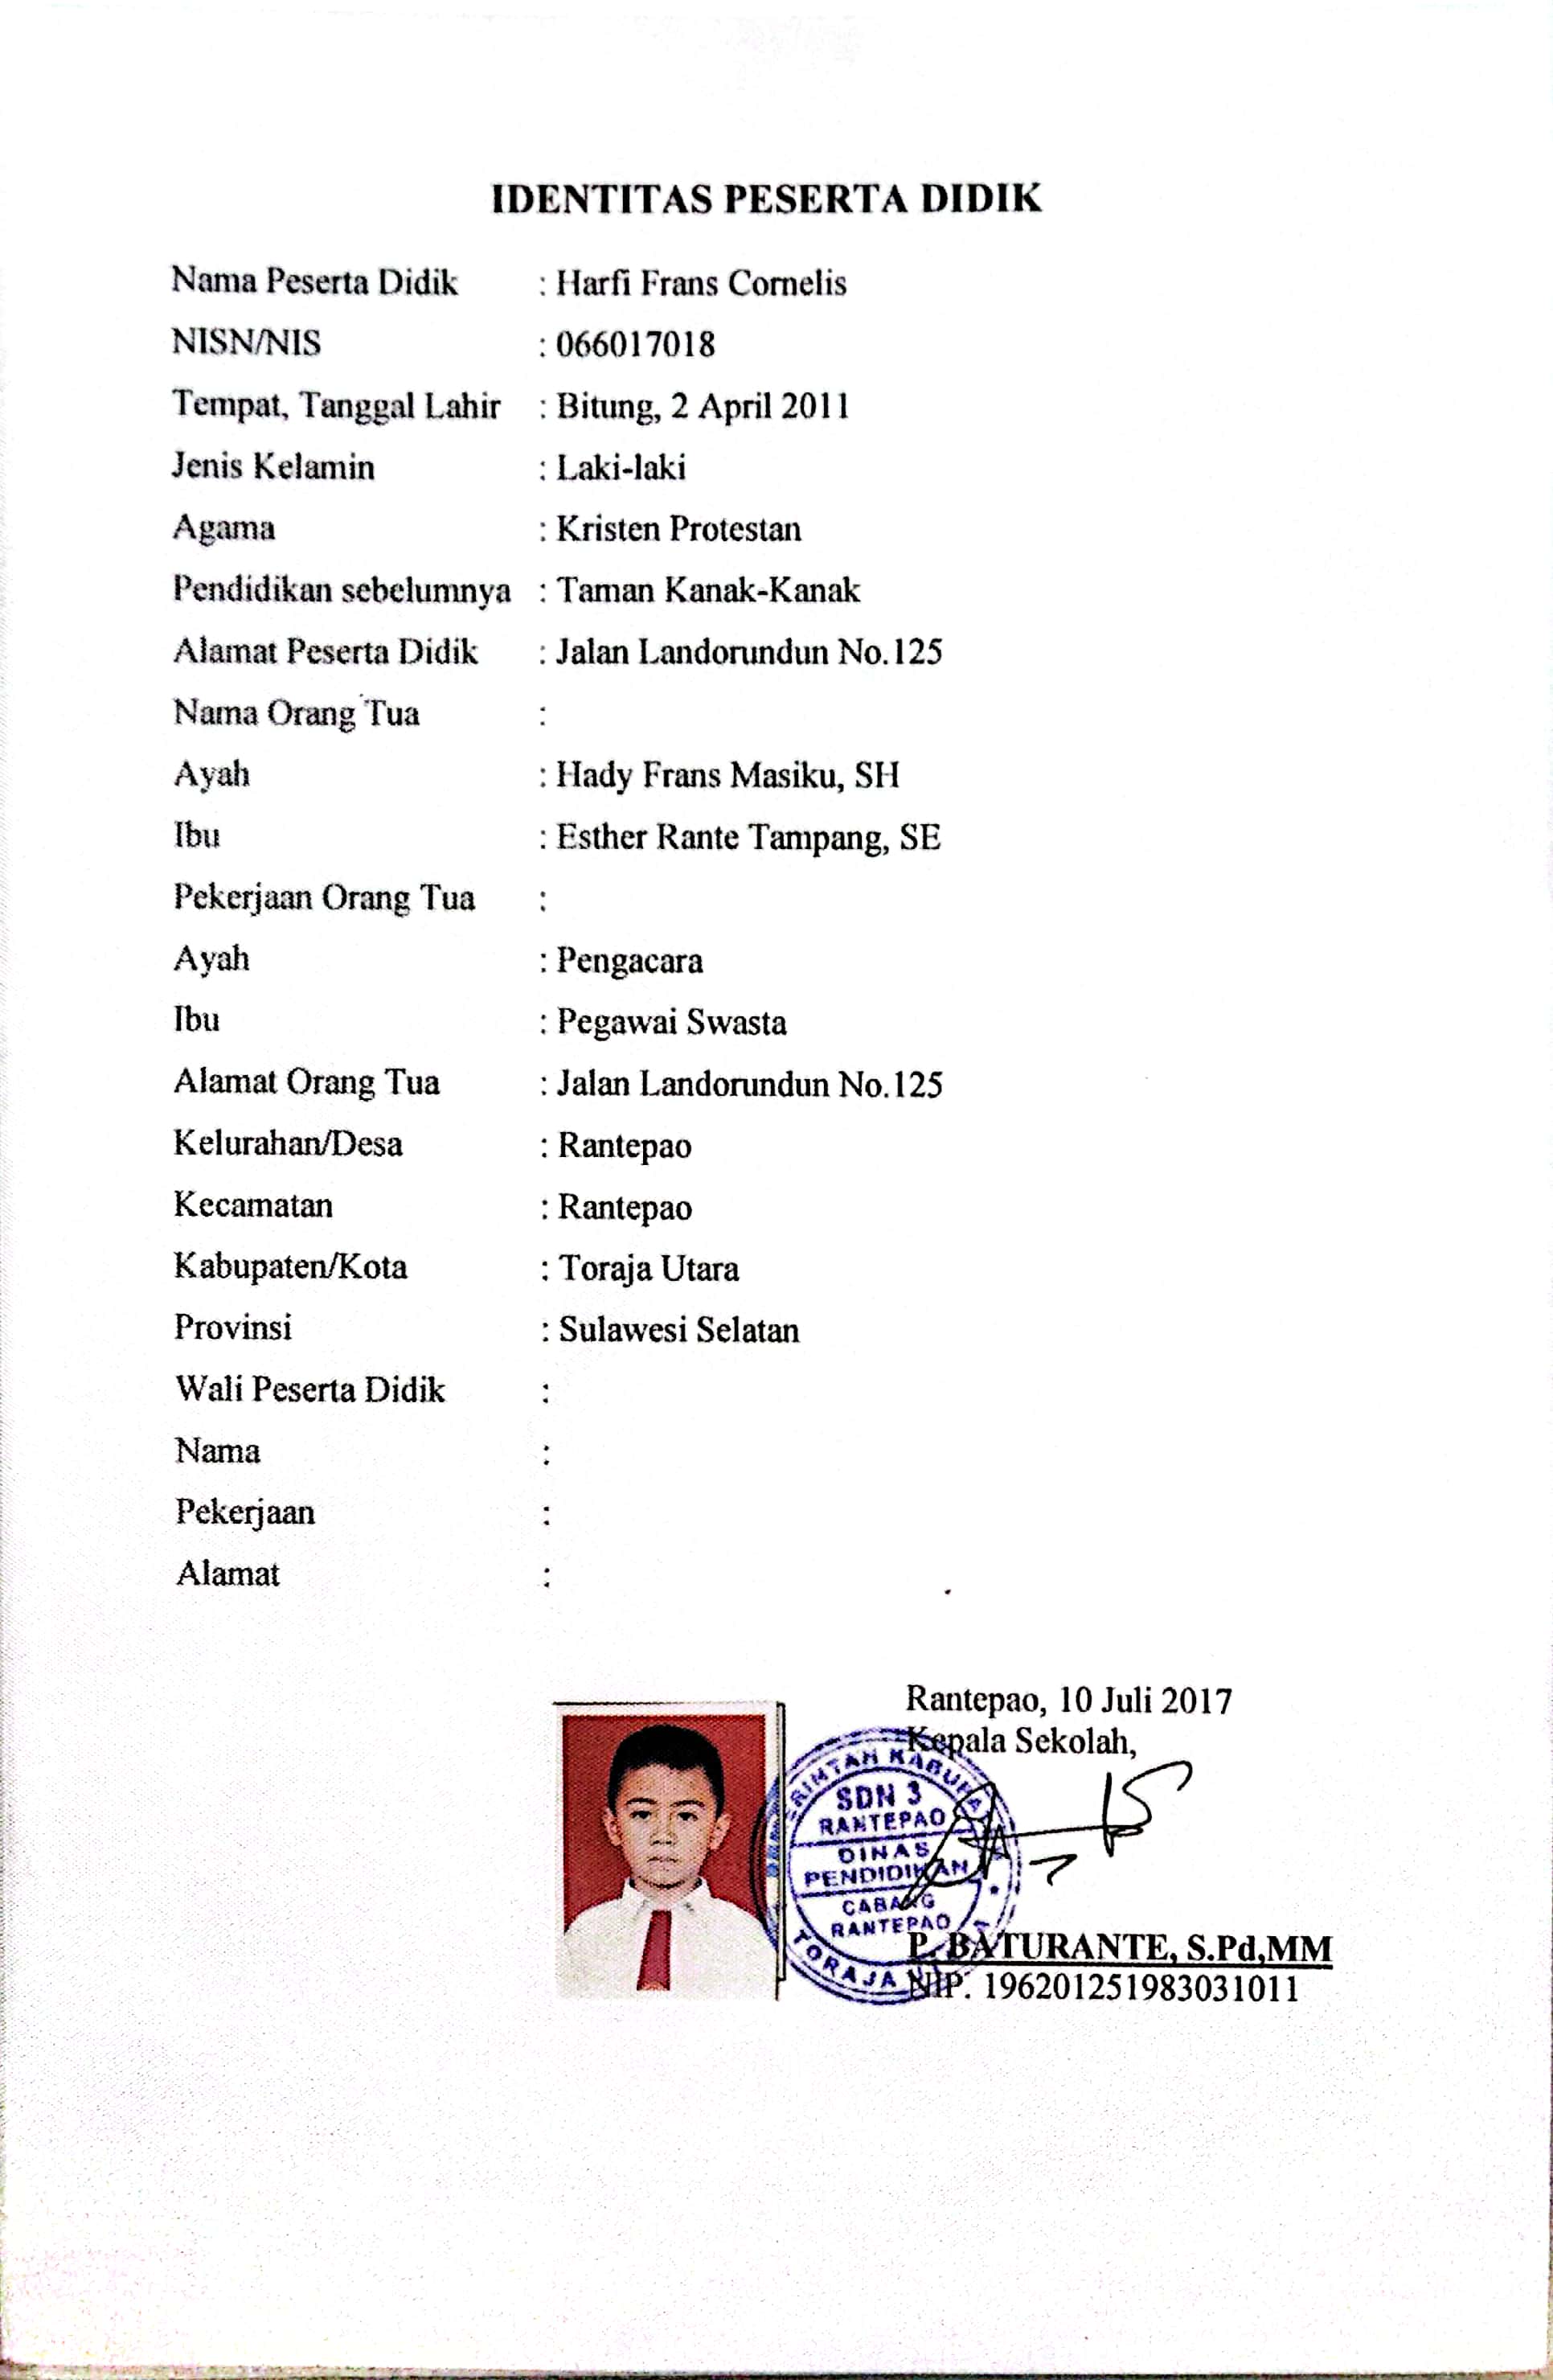 IDENTITAS PESERTA DIDIK
Nama Peserta Didik : Harfi Frans Cornelis
NISN/NIS : 066017018
Tempat, Tanggal Lahir : Bitung, 2 April 2011
Jenis Kelamin : Laki-laki
Agama : Kristen Protestan
Pendidikan sebelumnya : Taman Kanak-Kanak
Alamat Peserta Didik : Jalan Landorundun No.125
Nama Orang Tua :
Ayah : Hady Frans Masiku, SH
Ibu : Esther Rante Tampang, SE
Pekerjaan Orang Tua :
Ayah : Pengacara
Ibu : Pegawai Swasta
Alamat Orang Tua : Jalan Landorundun No.125
Kelurahan/Desa : Rantepao
Kecamatan : Rantepao
Kabupaten/Kota : Toraja Utara
Provinsi : Sulawesi Selatan
Wali Peserta Didik :
Nama :
Pekerjaan :
Alamat :
Rantepao, 10 Juli 2017
Kepala Sekolah,
SDN 3
RANTEPAO
DINAS
PENDIDIKAN
CABANG
RANTEPAO
TORAJA
P. BATURANTE, S.Pd,MM
NIP. 196201251983031011